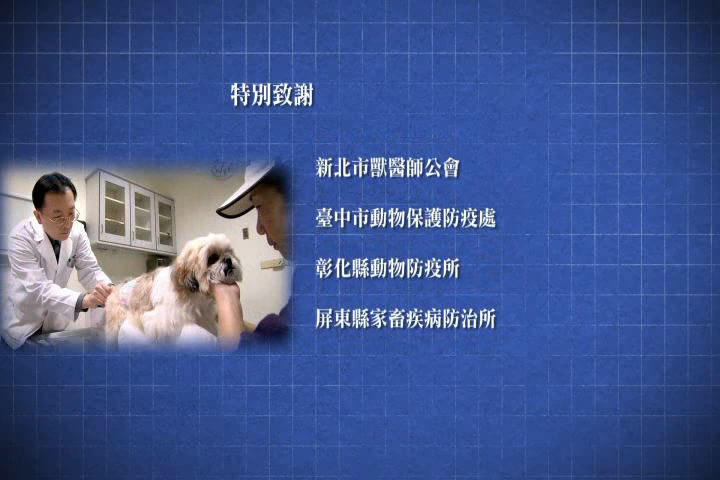 特別致謝
新北市獸醫師公會
臺中市動物保護防疫處
彰化縣動物防疫所
屏東縣家畜疾病防治所